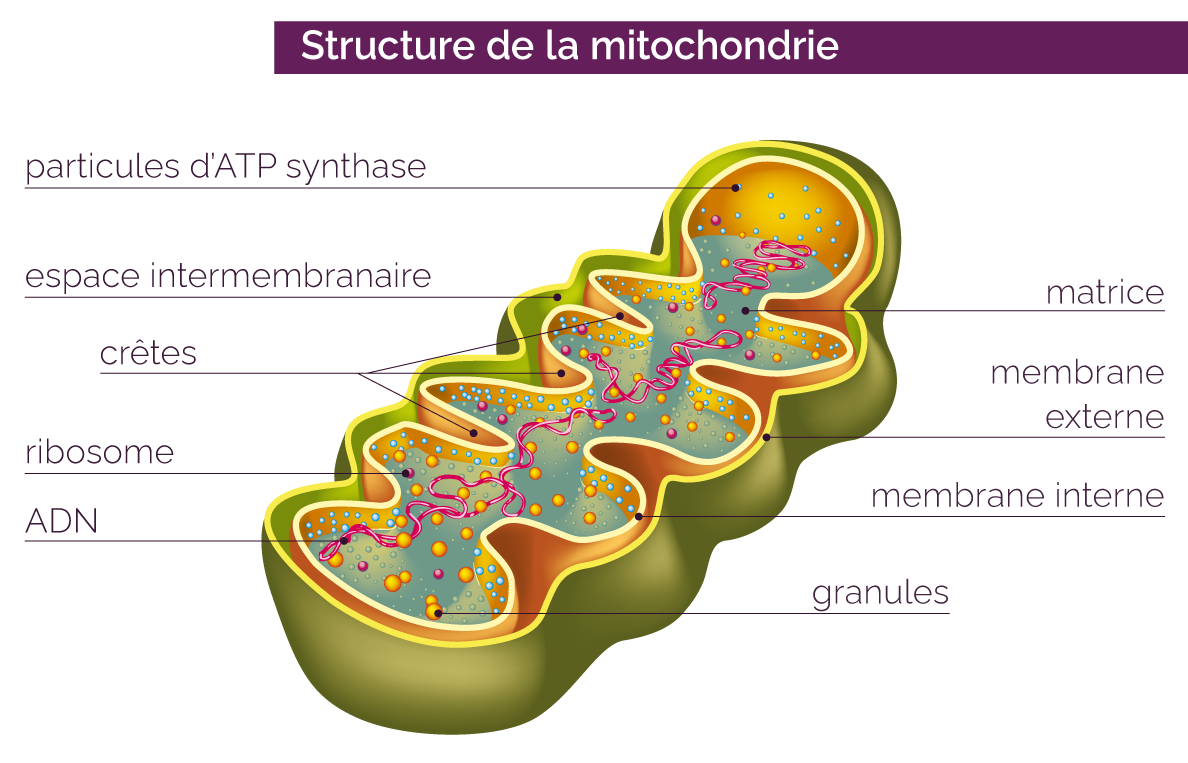 Structure de la mitochondrie
particules d'ATP synthase
espace intermembranaire
crêtes
ribosome
ADN
matrice
membrane
externe
membrane interne
granules